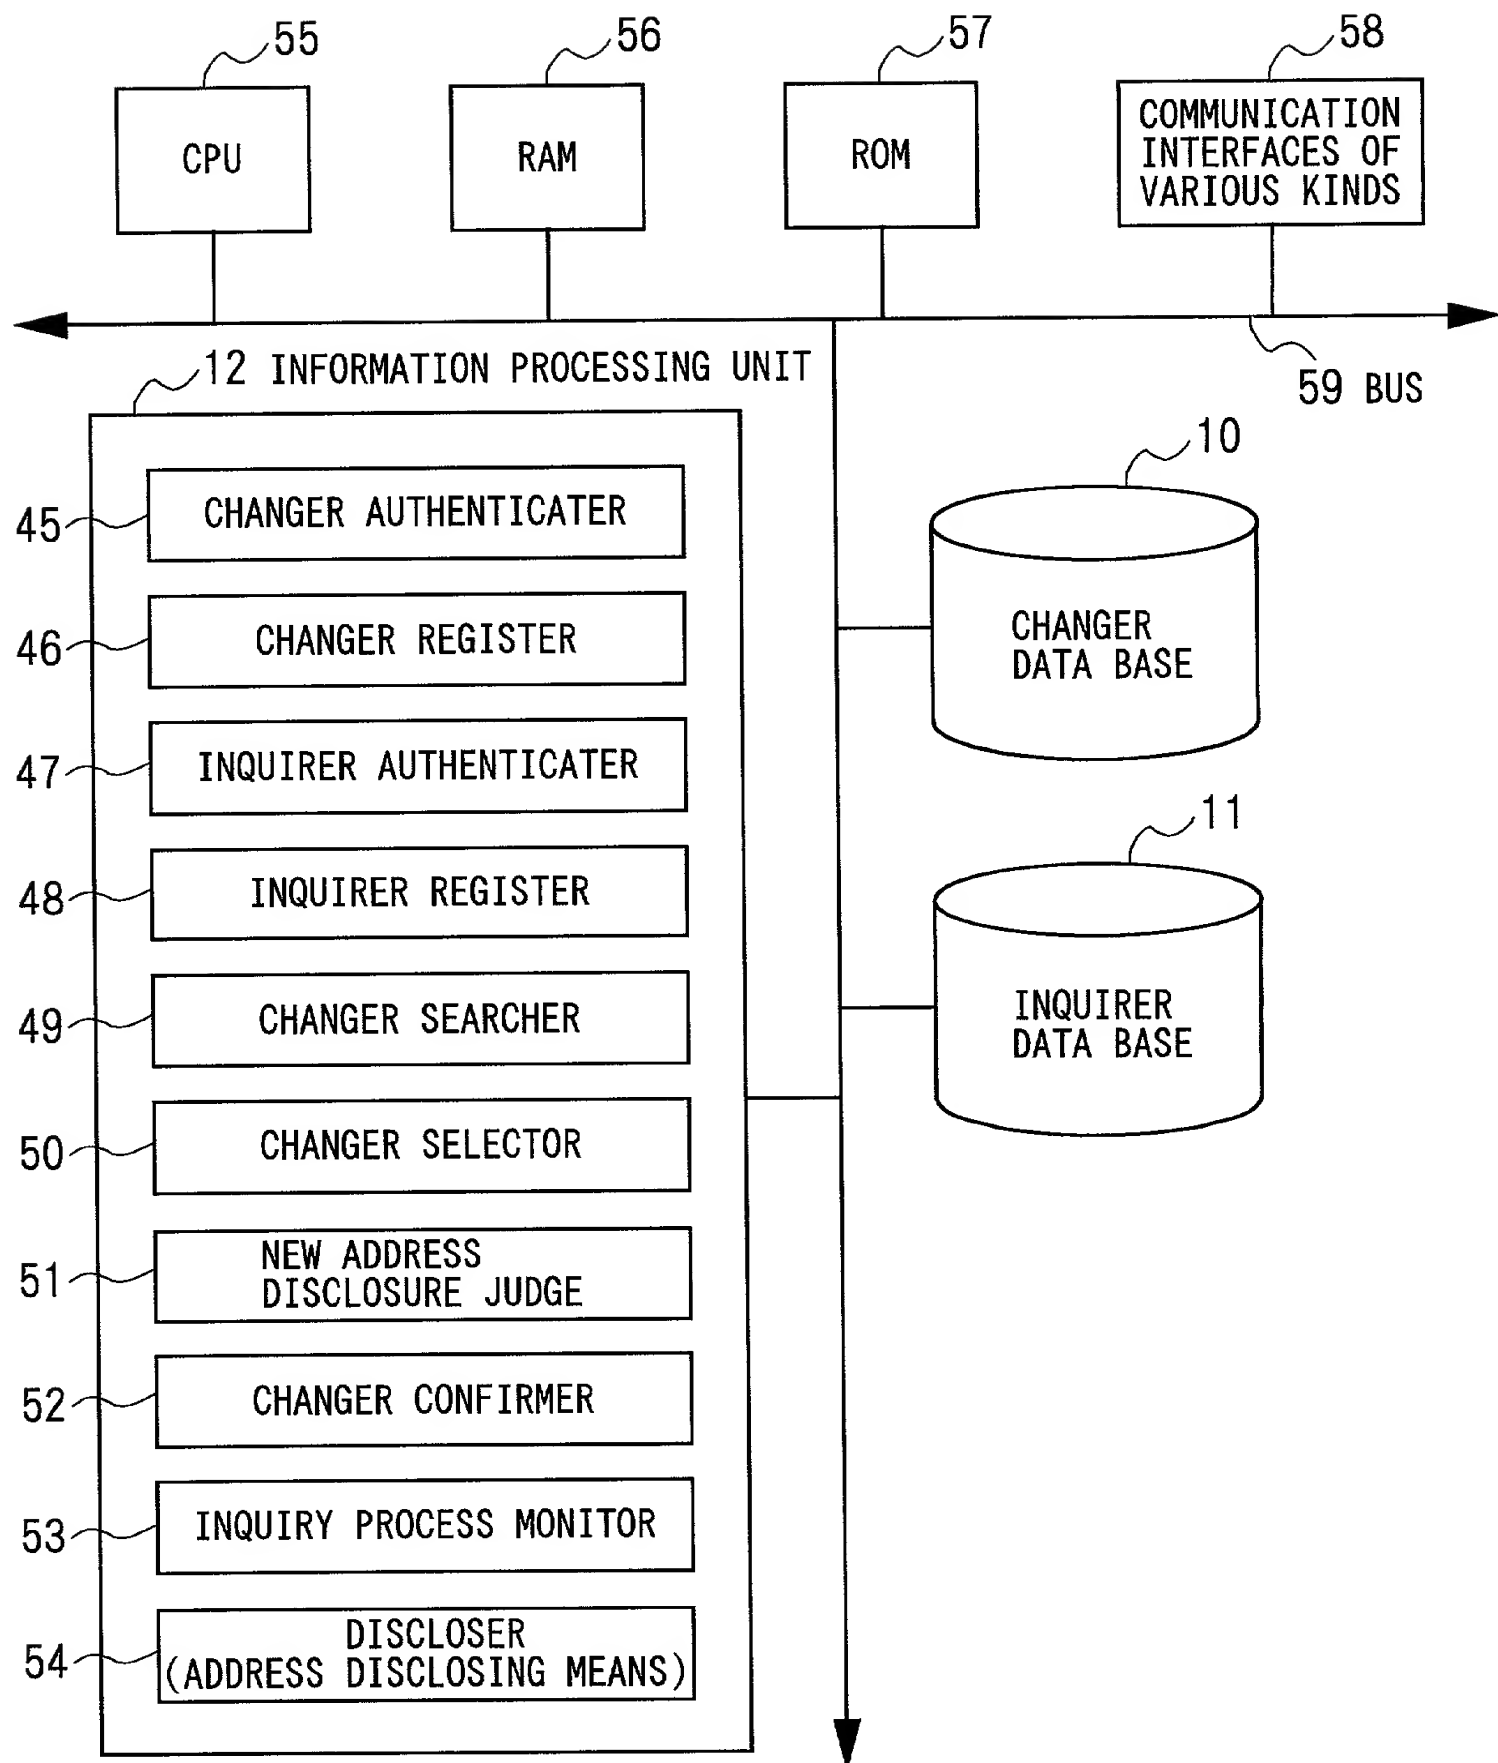 55
56
57
58
CPU
RAM
ROM
COMMUNICATION
INTERFACES OF
VARIOUS KINDS
12 INFORMATION PROCESSING UNIT
59 BUS
45
CHANGER AUTHENTICATER
46
CHANGER REGISTER
47
INQUIRER AUTHENTICATER
48
INQUIRER REGISTER
49
CHANGER SEARCHER
50
CHANGER SELECTOR
51
NEW ADDRESS
DISCLOSURE JUDGE
52
CHANGER CONFIRMER
53
INQUIRY PROCESS MONITOR
54
DISCLOSER
(ADDRESS DISCLOSING MEANS)
10
CHANGER
DATA BASE
11
INQUIRER
DATA BASE